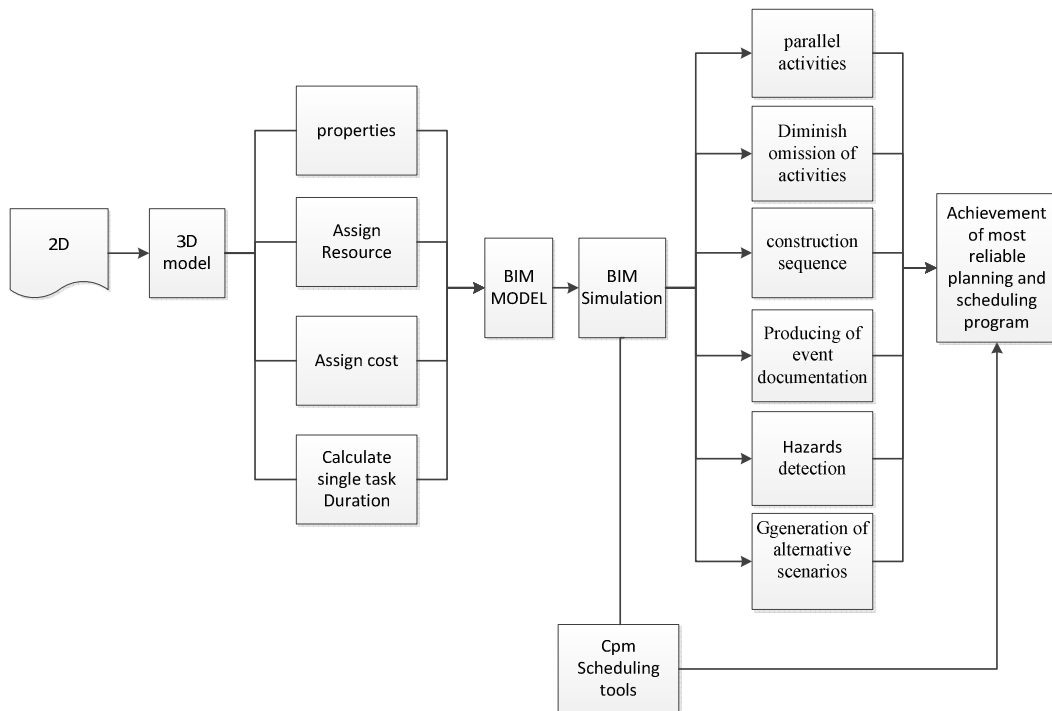 2D
3D
model
properties
Assign
Resource
Assign cost
Calculate
single task
Duration
BIM
MODEL
BIM
Simulation
parallel
activities
Diminish
omission of
activities
construction
sequence
Producing of
event
documentation
Hazards
detection
Ggeneration of
alternative
scenarios
Cpm
Scheduling
tools
Achievement
of most
reliable
planning and
scheduling
program